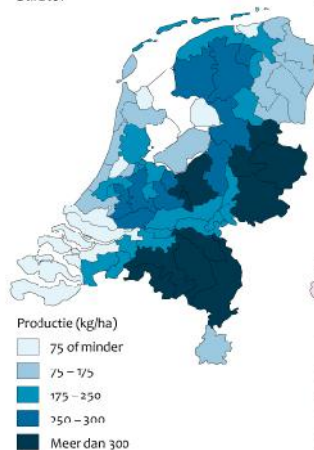 Productie (kg/ha)
75 of minder
75 – 175
175 – 250
250 – 300
Meer dan 300